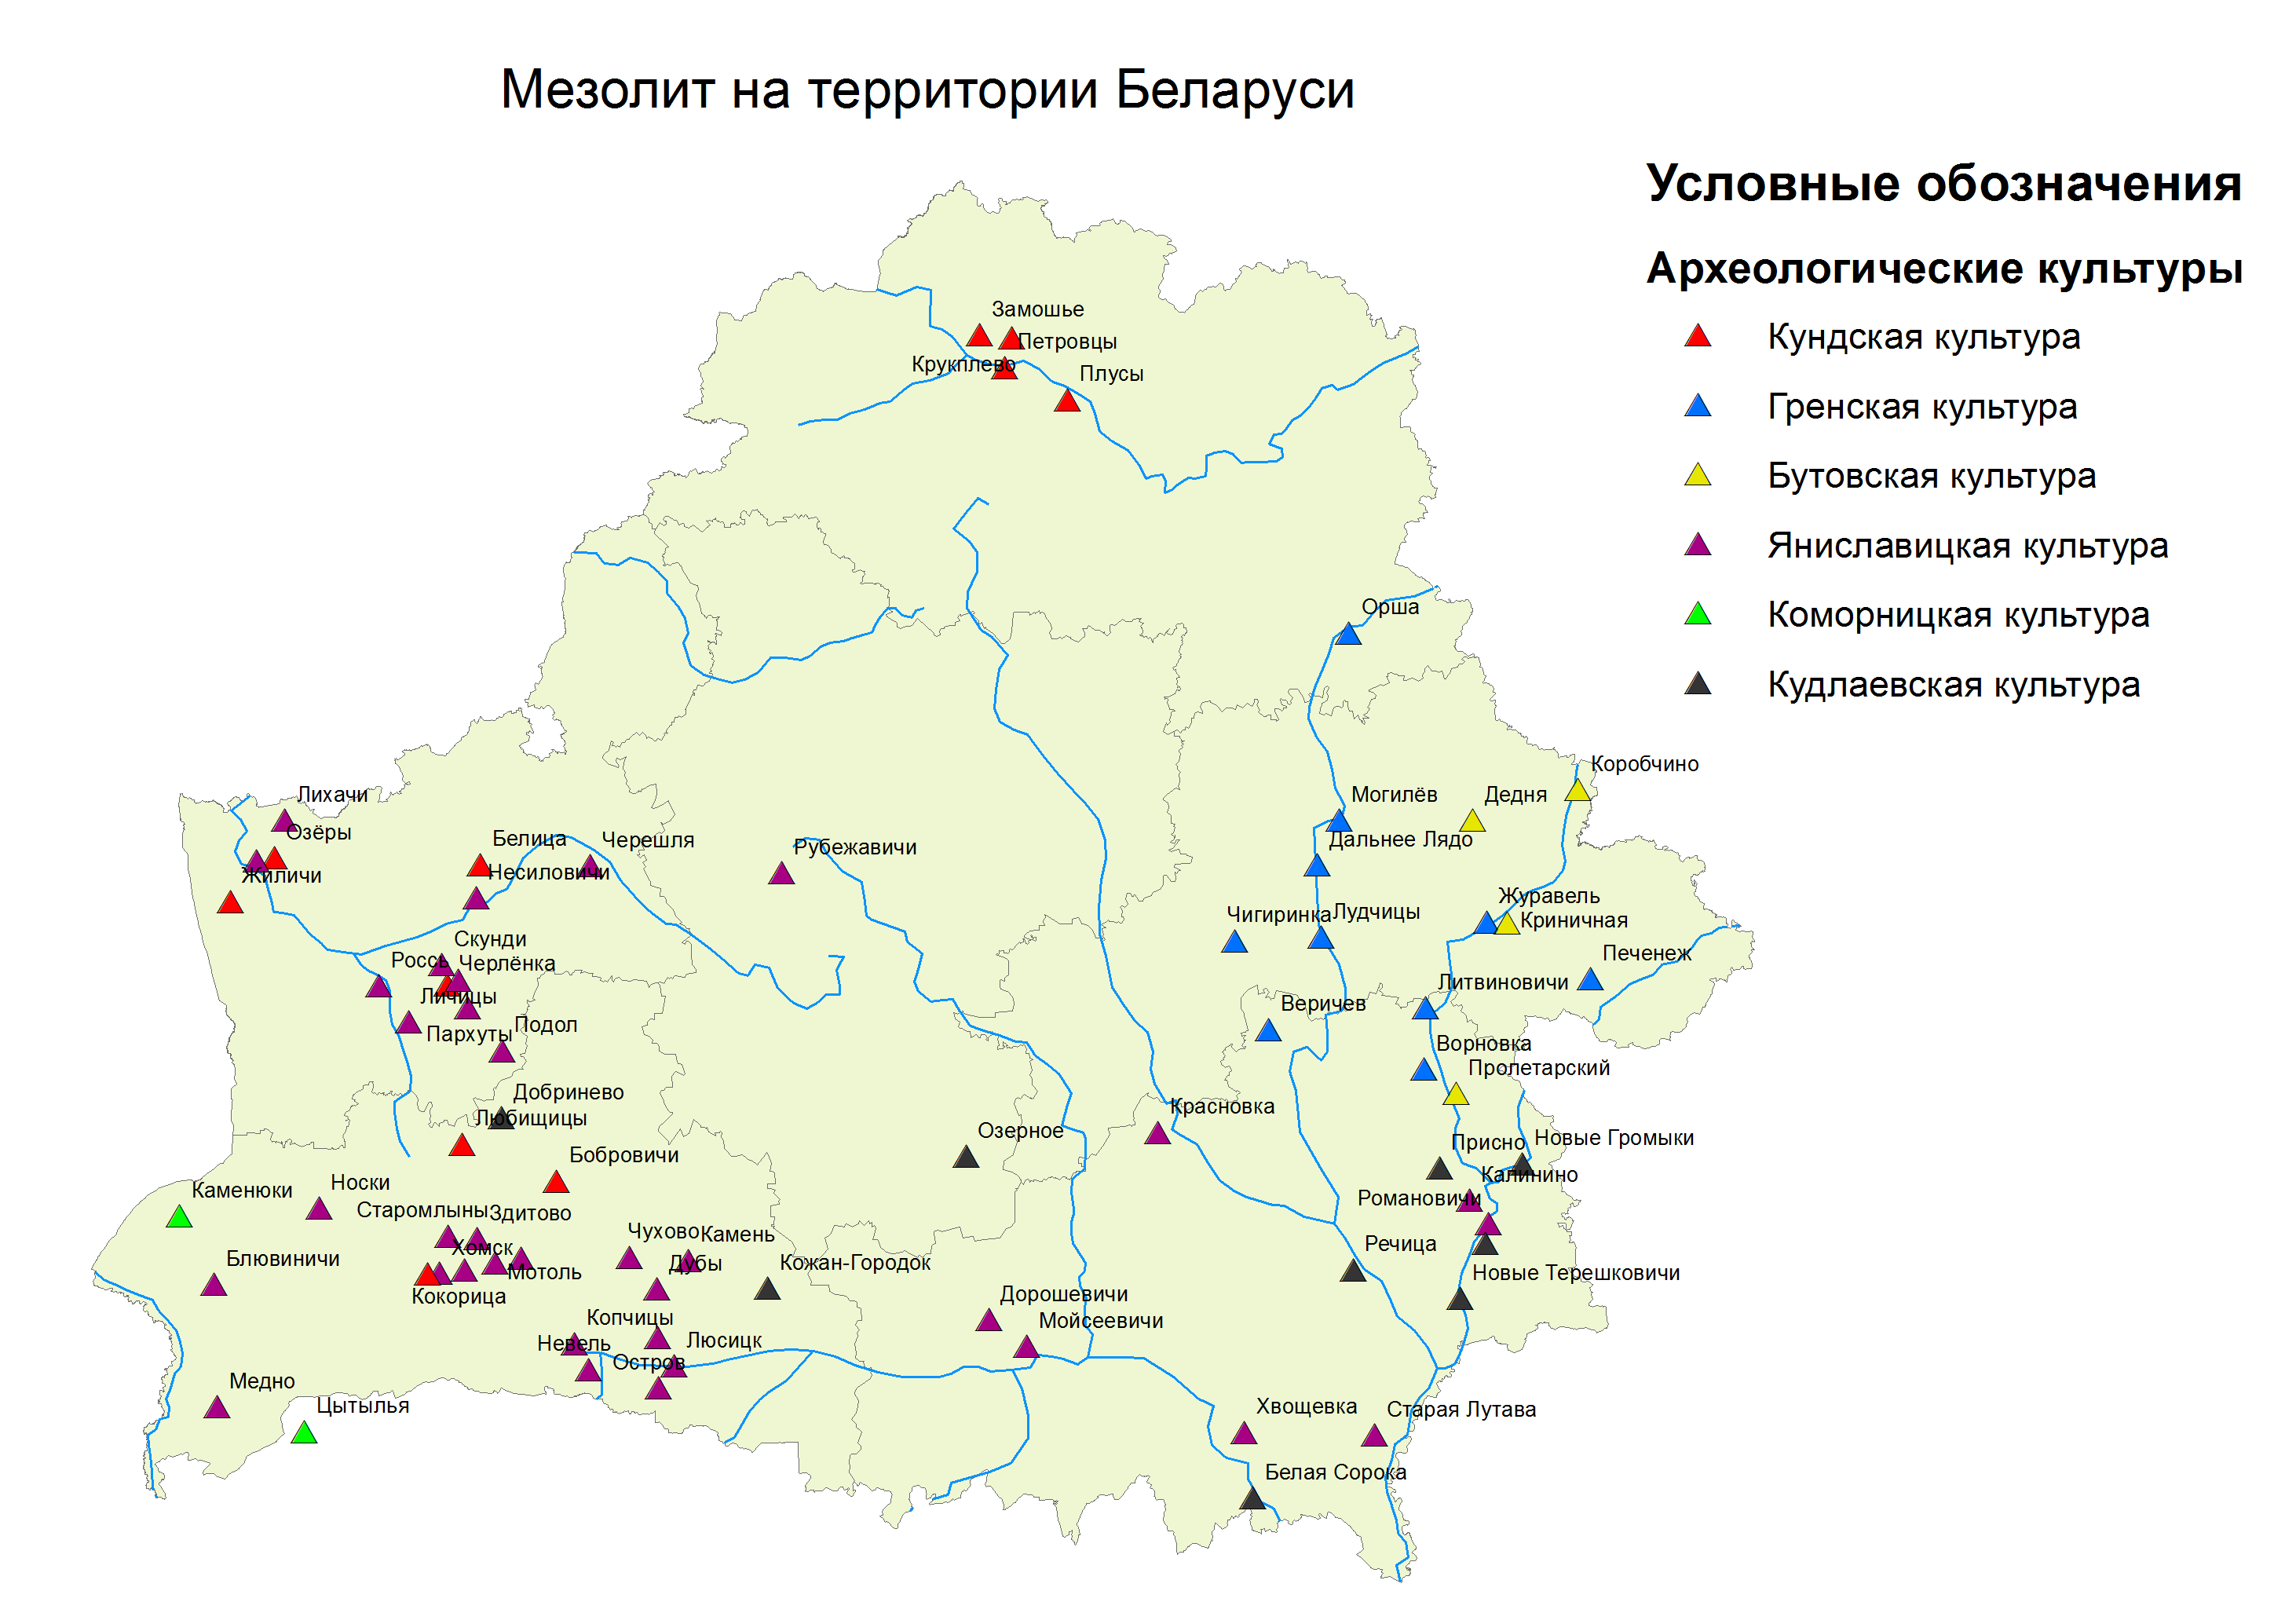 Мезолит на территории Беларуси
Условные обозначения
Археологические культуры
Кундская культура
Гренская культура
Бутовская культура
Яниславицкая культура
Коморницкая культура
Кудлаевская культура
Замошье
Петровцы
Крукплево
Плусы
Орша
Коробчино
Лихачи
Могилёв
Дедня
Озёры
Белица
Черешля
Рубежавичи
Дальнее Лядо
Жиличи
Несиловичи
Журавель
Чигиринка
Лудчицы
Криничная
Скунди
Россь
Черлёнка
Печенеж
Личицы
Литвиновичи
Веричев
Пархуты
Подол
Ворновка
Пролетарский
Добринево
Любищицы
Красновка
Озерное
Присно
Новые Громыки
Бобровичи
Калинино
Каменюки
Носки
Романовичи
Старомлыны
Здитово
Чухово
Камень
Хомск
Речица
Блювиничи
Мотоль
Дубы
Кожан-Городок
Новые Терешковичи
Кокорица
Дорошевичи
Копчицы
Мойсеевичи
Невель
Люсицк
Остров
Медно
Цытылья
Хвощевка
Старая Лутава
Белая Сорока